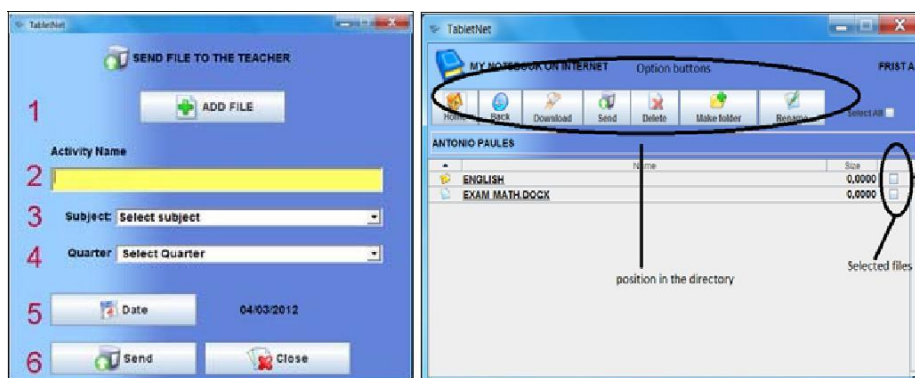 TabletNet
SEND FILE TO THE TEACHER
1
ADD FILE
Activity Name
2
3 Subject: Select subject
4 Quarter Select Quarter
5 Date 04/03/2012
6 Send Close
TabletNet
MY NOTEBOOK ON INTERNET Option buttons FRIST A
Home Back Download Send Delete Make folder Rename Select All
ANTONIO PAULES
Name Size
ENGLISH 0,0000
EXAM MATH.DOCX 0,0000
position in the directory
Selected files